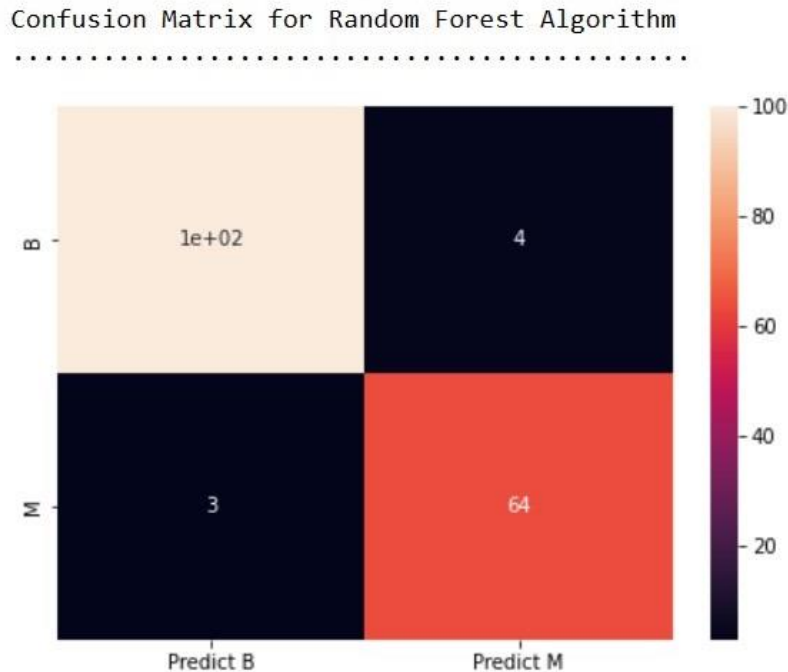 Confusion Matrix for Random Forest Algorithm
.............................................
100
B
1e+02
4
80
60
40
M
3
64
20
Predict B
Predict M